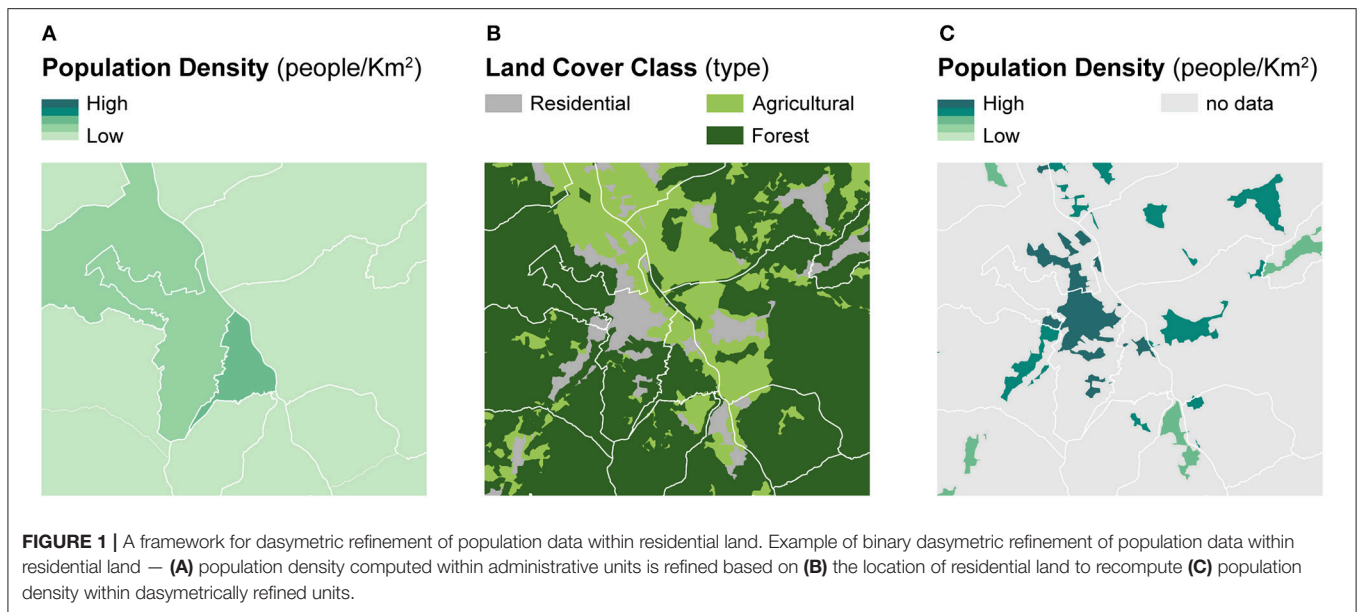 A
Population Density (people/Km²)
High
Low
B
Land Cover Class (type)
Residential
Agricultural
Forest
C
Population Density (people/Km²)
High
no data
Low
FIGURE 1 | A framework for dasymetric refinement of population data within residential land. Example of binary dasymetric refinement of population data within
residential land — (A) population density computed within administrative units is refined based on (B) the location of residential land to recompute (C) population
density within dasymetrically refined units.